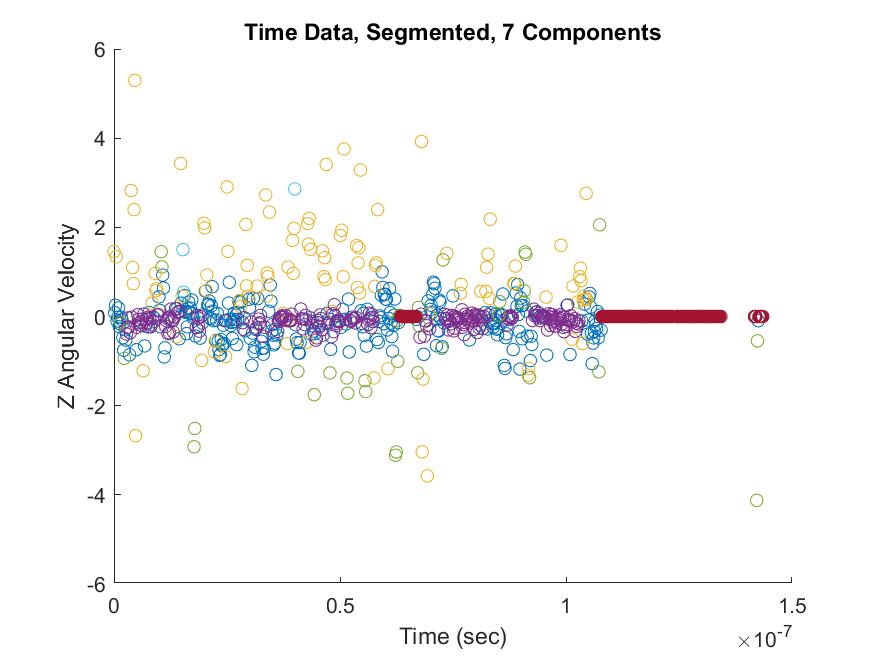 Time Data, Segmented, 7 Components
6
4
2
0
-2
-4
-6
Z Angular Velocity
0 0.5 1 1.5
Time (sec)
×10-7